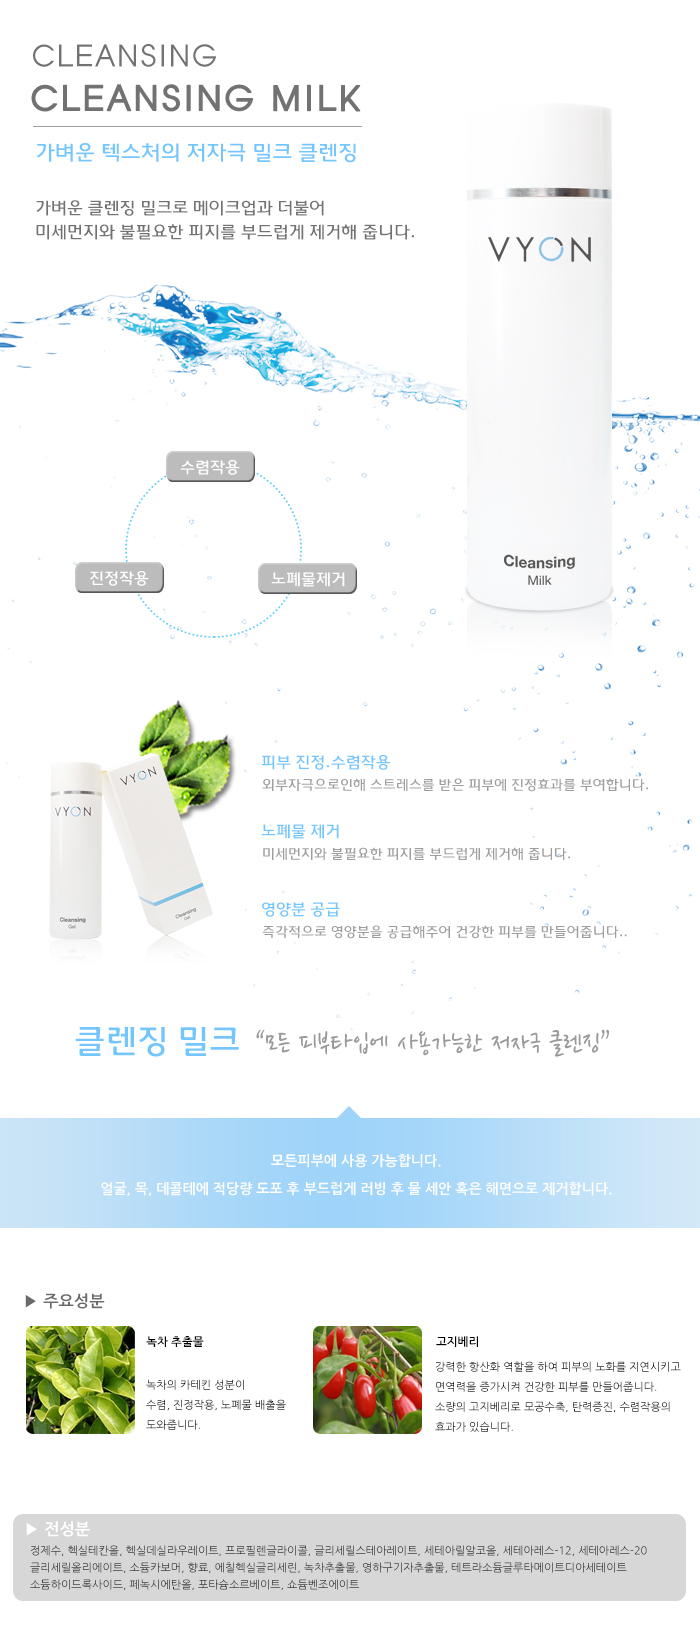 CLEANSING
CLEANSING MILK
가벼운 텍스처의 저자극 밀크 클렌징
가벼운 클렌징 밀크로 메이크업과 더불어
미세먼지와 불필요한 피지를 부드럽게 제거해 줍니다.
VYON
수렴작용
진정작용
노폐물제거
Cleansing
Milk
VYON
VYON
Cleansing
Gel
Cleansing
Gel
피부 진정.수렴작용
외부자극으로인해 스트레스를 받은 피부에 진정효과를 부여합니다.
노폐물 제거
미세먼지와 불필요한 피지를 부드럽게 제거해 줍니다.
영양분 공급
즉각적으로 영양분을 공급해주어 건강한 피부를 만들어줍니다..
클렌징 밀크 “모든 피부타입에 사용가능한 저자극 클렌징”
모든피부에 사용 가능합니다.
얼굴, 목, 데콜테에 적당량 도포 후 부드럽게 러빙 후 물 세안 혹은 해면으로 제거합니다.
▶ 주요성분
녹차 추출물
녹차의 카테킨 성분이
수렴, 진정작용, 노폐물 배출을
도와줍니다.
고지베리
강력한 항산화 역할을 하여 피부의 노화를 지연시키고
면역력을 증가시켜 건강한 피부를 만들어줍니다.
소량의 고지베리로 모공수축, 탄력증진, 수렴작용의
효과가 있습니다.
▶ 전성분
정제수, 헥실테칸올, 헥실데실라우레이트, 프로필렌글라이콜, 글리세릴스테아레이트, 세테아릴알코올, 세테아레스-12, 세테아레스-20
글리세릴올리에이트, 소듐카보머, 향료, 에칠헥실글리세린, 녹차추출물, 영하구기자추출물, 테트라소듐글루타메이트디아세테이트
소듐하이드록사이드, 페녹시에탄올, 포타슘소르베이트, 쇼듐벤조에이트